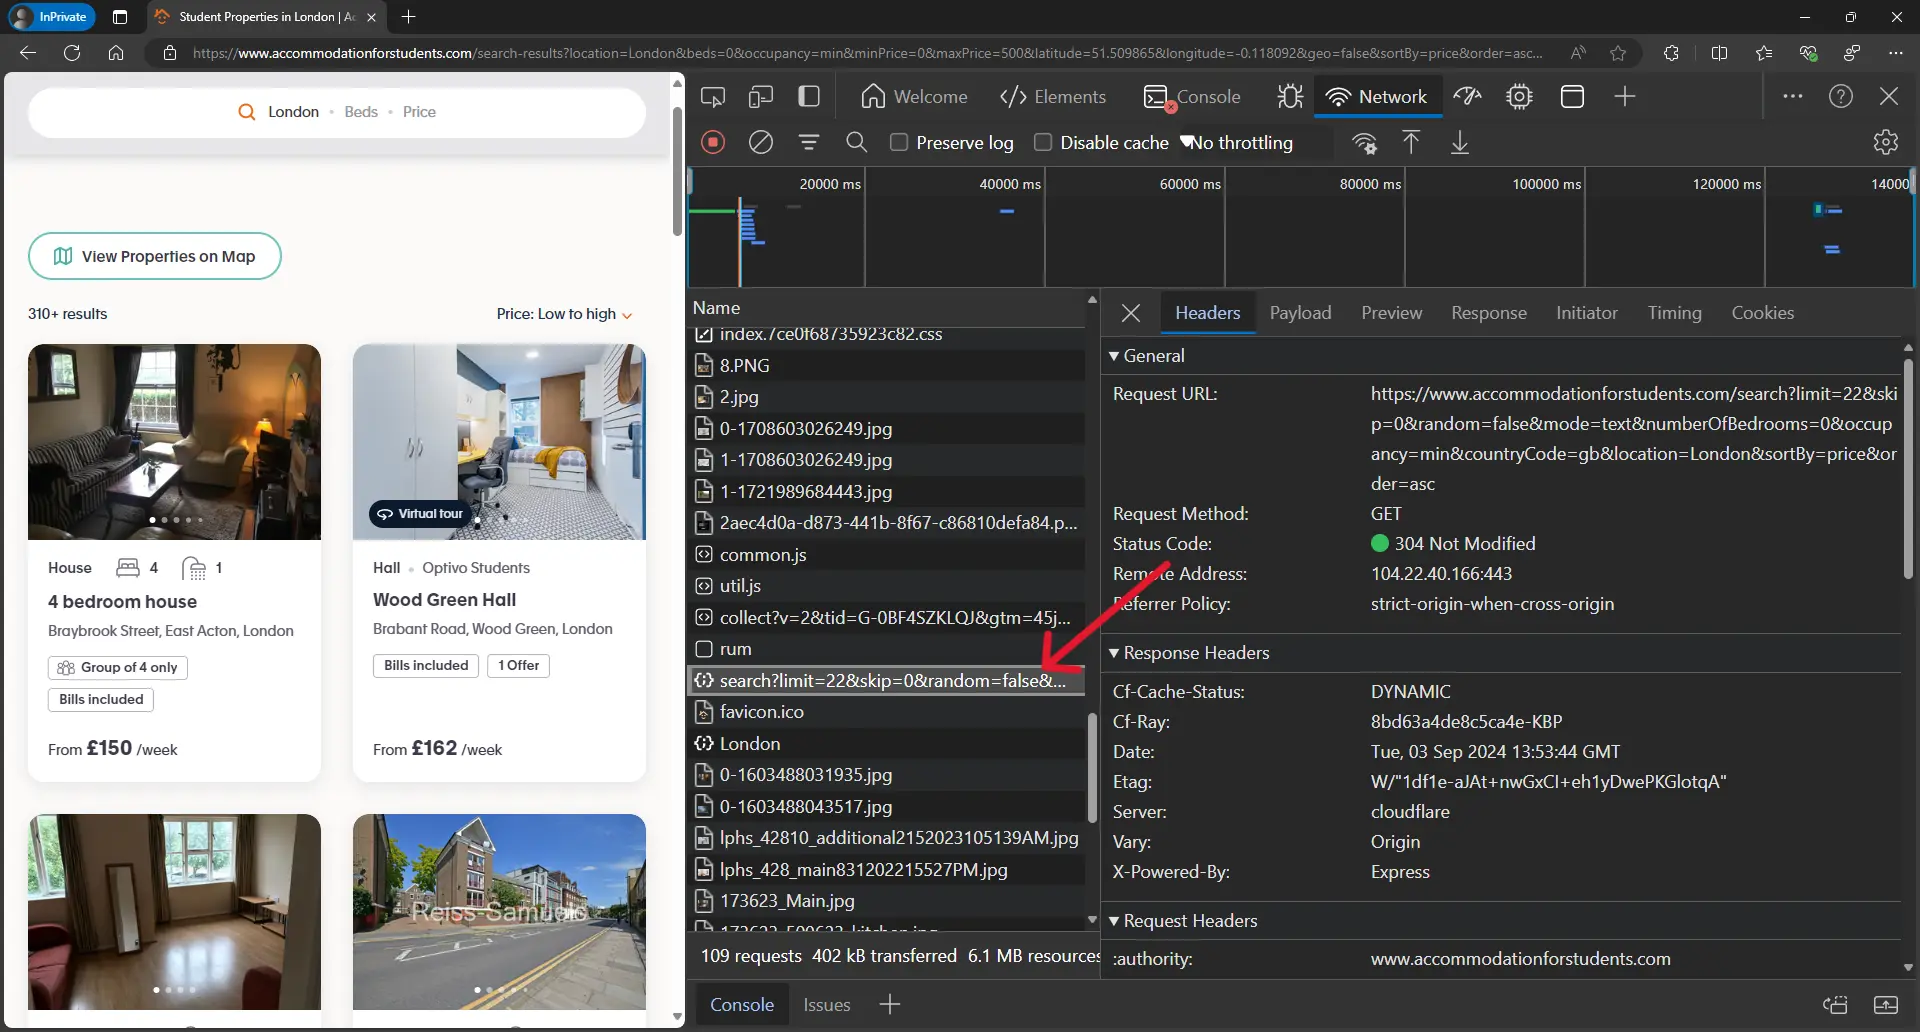 InPrivate
Student Properties in London | Ac
https://www.accommodationforstudents.com/search-results?location=London&beds=0&occupancy=min&minPrice=0&maxPrice=500&latitude=51.509865&longitude=-0.118092&geo=false&sortBy=price&order=asc...
London • Beds • Price
View Properties on Map
310+ results
Price: Low to high
Virtual tour
House 4 1
4 bedroom house
Braybrook Street, East Acton, London
Group of 4 only
Bills included
From £150 /week
Hall • Optivo Students
Wood Green Hall
Brabant Road, Wood Green, London
Bills included
1 Offer
From £162 /week
Reiss-Samuels
Welcome
Elements
Console
Network
Preserve log
Disable cache
No throttling
20000 ms
40000 ms
60000 ms
80000 ms
100000 ms
120000 ms
14000
Name
index.7ce0f68735923c82.css
8.PNG
2.jpg
0-1708603026249.jpg
1-1708603026249.jpg
1-1721989684443.jpg
2aec4d0a-d873-441b-8f67-c86810defa84.p...
common.js
util.js
collect?v=2&tid=G-0BF4SZKLQJ&gtm=45j...
rum
search?limit=22&skip=0&random=false&...
favicon.ico
London
0-1603488031935.jpg
0-1603488043517.jpg
lphs_42810_additional2152023105139AM.jpg
lphs_428_main831202215527PM.jpg
173623_Main.jpg
109 requests 402 kB transferred 6.1 MB resources
Headers
Payload
Preview
Response
Initiator
Timing
Cookies
General
Request URL: https://www.accommodationforstudents.com/search?limit=22&ski
p=0&random=false&mode=text&numberOfBedrooms=0&occup
ancy=min&countryCode=gb&location=London&sortBy=price&or
der=asc
Request Method: GET
Status Code: 304 Not Modified
Remote Address: 104.22.40.166:443
Referrer Policy: strict-origin-when-cross-origin
Response Headers
Cf-Cache-Status: DYNAMIC
Cf-Ray: 8bd63a4de8c5ca4e-KBP
Date: Tue, 03 Sep 2024 13:53:44 GMT
Etag: W/"1df1e-aJAt+nwGxCI+eh1yDwePKGlotqA"
Server: cloudflare
Vary: Origin
X-Powered-By: Express
Request Headers
:authority: www.accommodationforstudents.com
Console
Issues